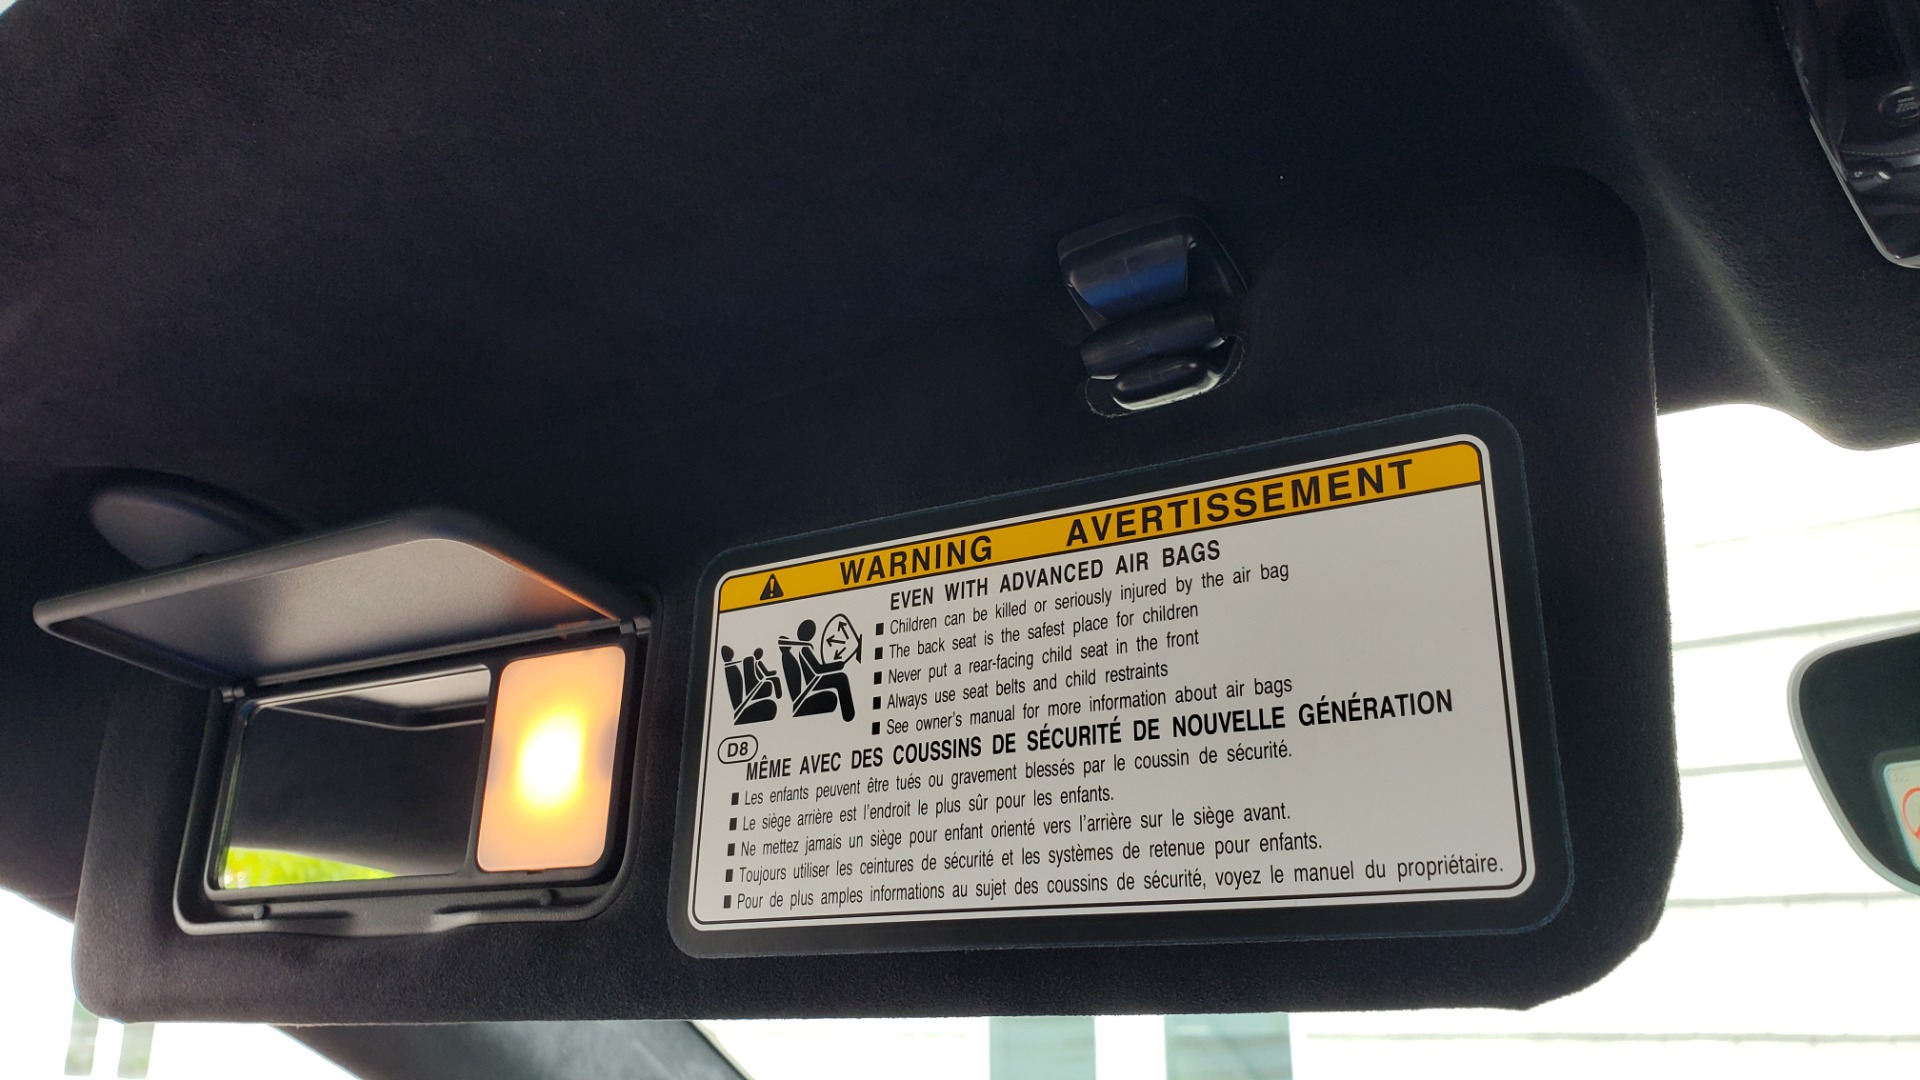 WARNING AVERTISSEMENT
EVEN WITH ADVANCED AIR BAGS
■ Children can be killed or seriously injured by the air bag
■ The back seat is the safest place for children
■ Never put a rear-facing child seat in the front
■ Always use seat belts and child restraints
■ See owner's manual for more information about air bags
D8
MÊME AVEC DES COUSSINS DE SÉCURITÉ DE NOUVELLE GÉNÉRATION
■ Les enfants peuvent être tués ou gravement blessés par le coussin de sécurité.
■ Le siège arrière est l'endroit le plus sûr pour les enfants.
■ Ne mettez jamais un siège pour enfant orienté vers l'arrière sur le siège avant.
■ Toujours utiliser les ceintures de sécurité et les systèmes de retenue pour enfants.
■ Pour de plus amples informations au sujet des coussins de sécurité, voyez le manuel du propriétaire.